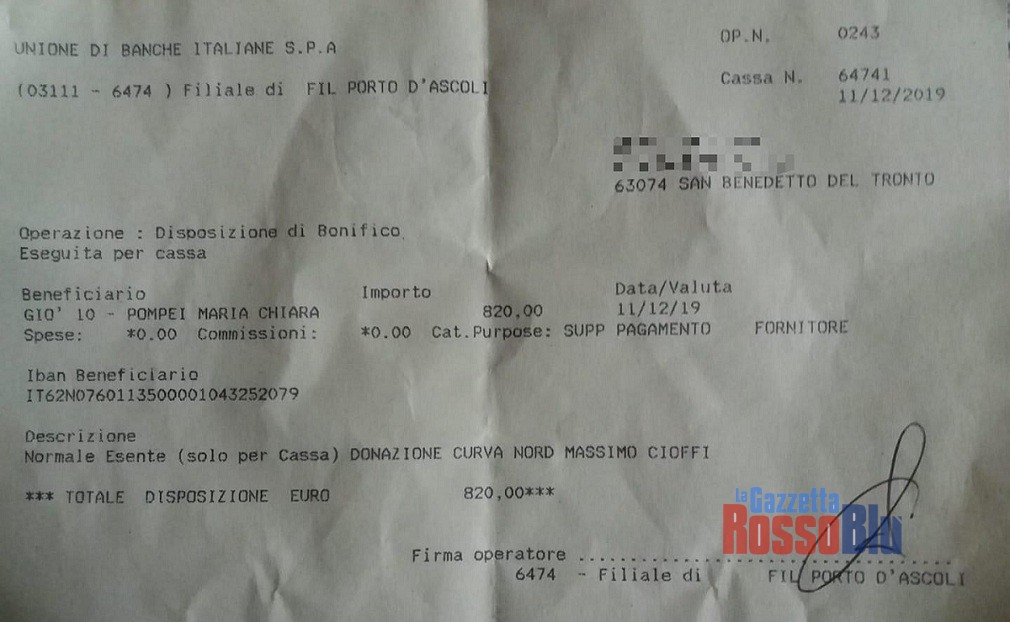 UNIONE DI BANCHE ITALIANE S.P.A
OP.N. 0243
(03111 - 6474 ) Filiale di FIL PORTO D'ASCOLI
Cassa N. 64741
11/12/2019
63074 SAN BENEDETTO DEL TRONTO
Operazione : Disposizione di Bonifico
Eseguita per cassa
Beneficiario Importo Data/Valuta
GIO' 10 - POMPEI MARIA CHIARA 820,00 11/12/19
Spese: *0.00 Commissioni: *0.00 Cat.Purpose: SUPP PAGAMENTO FORNITORE
Iban Beneficiario
IT62N0760113500001043252079
Descrizione
Normale Esente (solo per Cassa) DONAZIONE CURVA NORD MASSIMO CIOFFI
*** TOTALE DISPOSIZIONE EURO 820,00***
la Gazzetta
RossoBlu
Firma operatore ....................................
6474 - Filiale di FIL PORTO D'ASCOLI